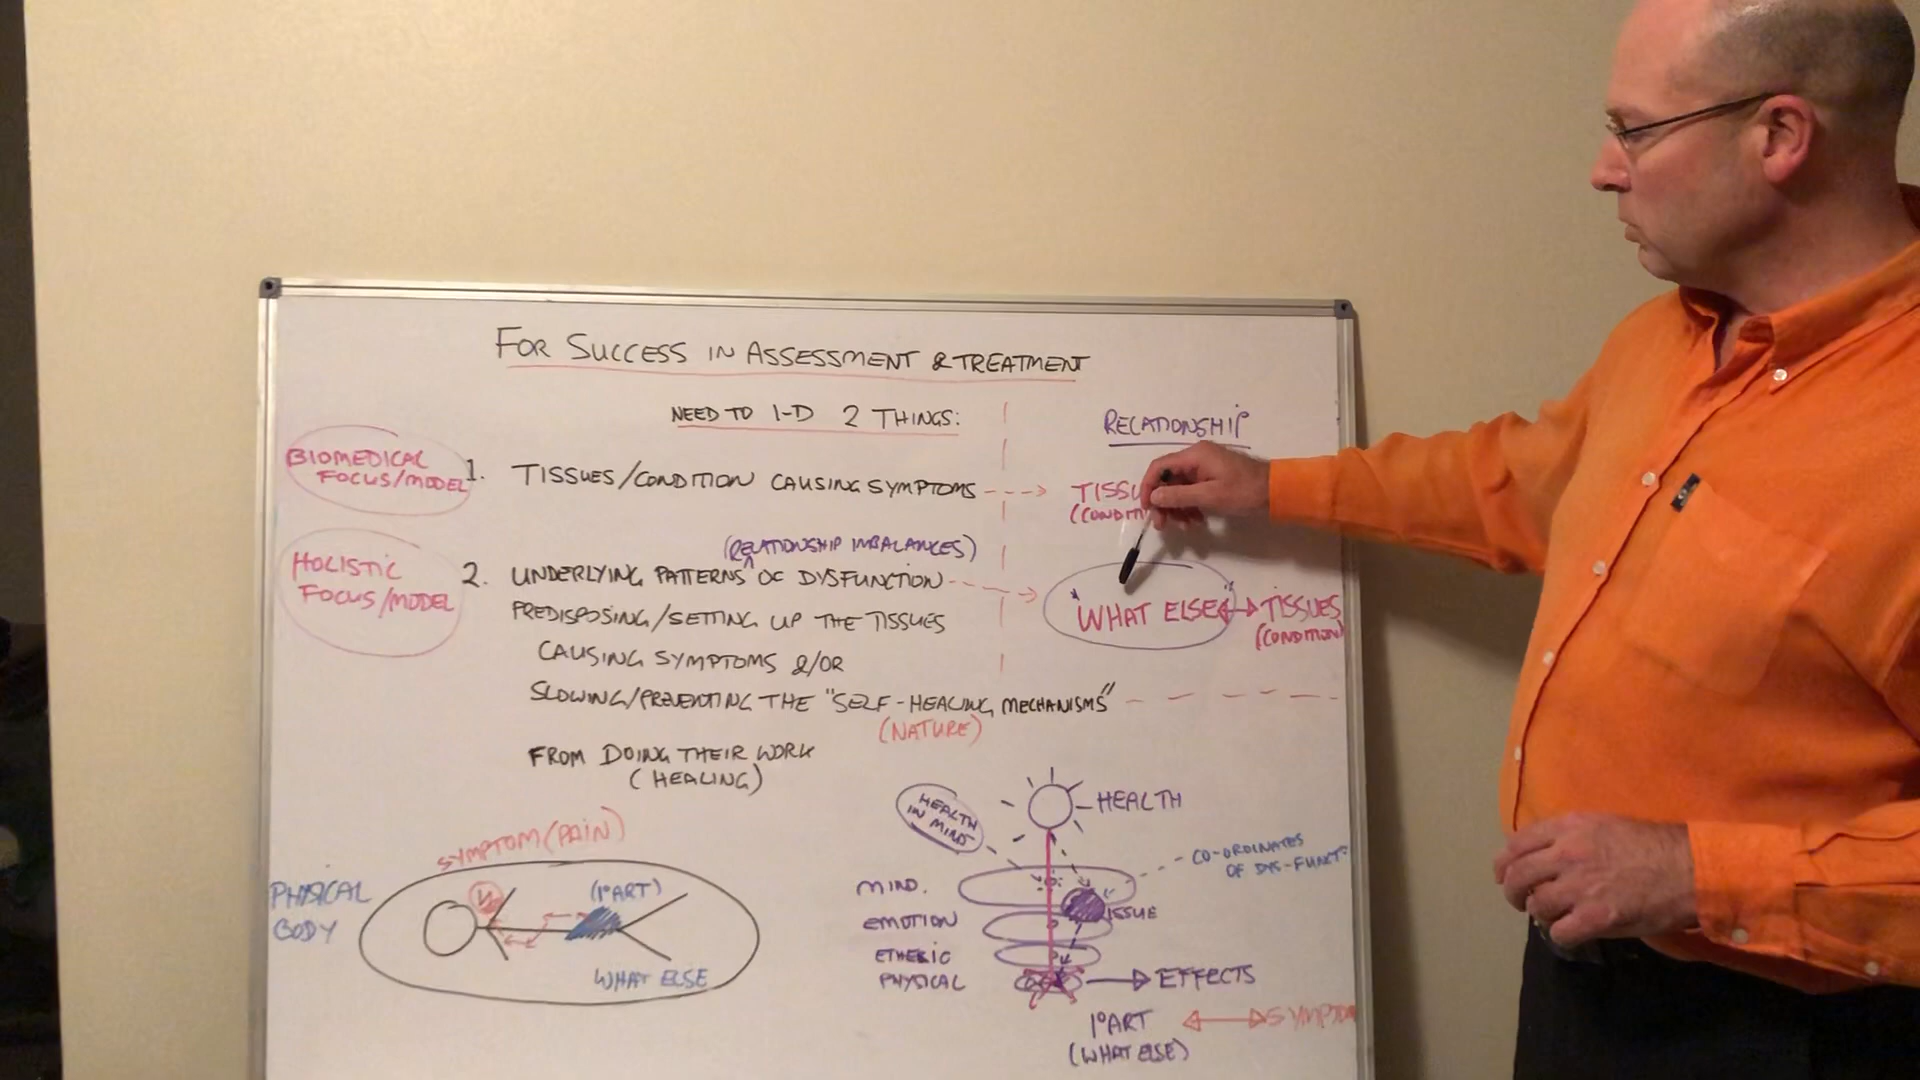 FOR SUCCESS IN ASSESSMENT & TREATMENT
NEED TO I-D 2 THINGS:
RELATIONSHIP
BIOMEDICAL
FOCUS/MODEL
1. TISSUES/CONDITION CAUSING SYMPTOMS
TISSU
(CONDITI
HOLISTIC
FOCUS/MODEL
(RELATIONSHIP IMBALANCES)
2. UNDERLYING PATTERNS OF DYSFUNCTION
PREDISPOSING/SETTING UP THE TISSUES
CAUSING SYMPTOMS &/OR
SLOWING/PREVENTING THE "SELF-HEALING MECHANISMS"
(NATURE)
FROM DOING THEIR WORK
(HEALING)
"WHAT ELSE"
TISSUES
(CONDITION)
SYMPTOM (PAIN)
PHYSICAL
BODY
(1° ART)
WHAT ELSE
HEALTH
IN MIND
HEALTH
CO-ORDINATES
OF DYS-FUNCT
MIND.
EMOTION
ETHERIC
PHYSICAL
ISSUE
EFFECTS
1° ART
SYMPTOM
(WHAT ELSE)